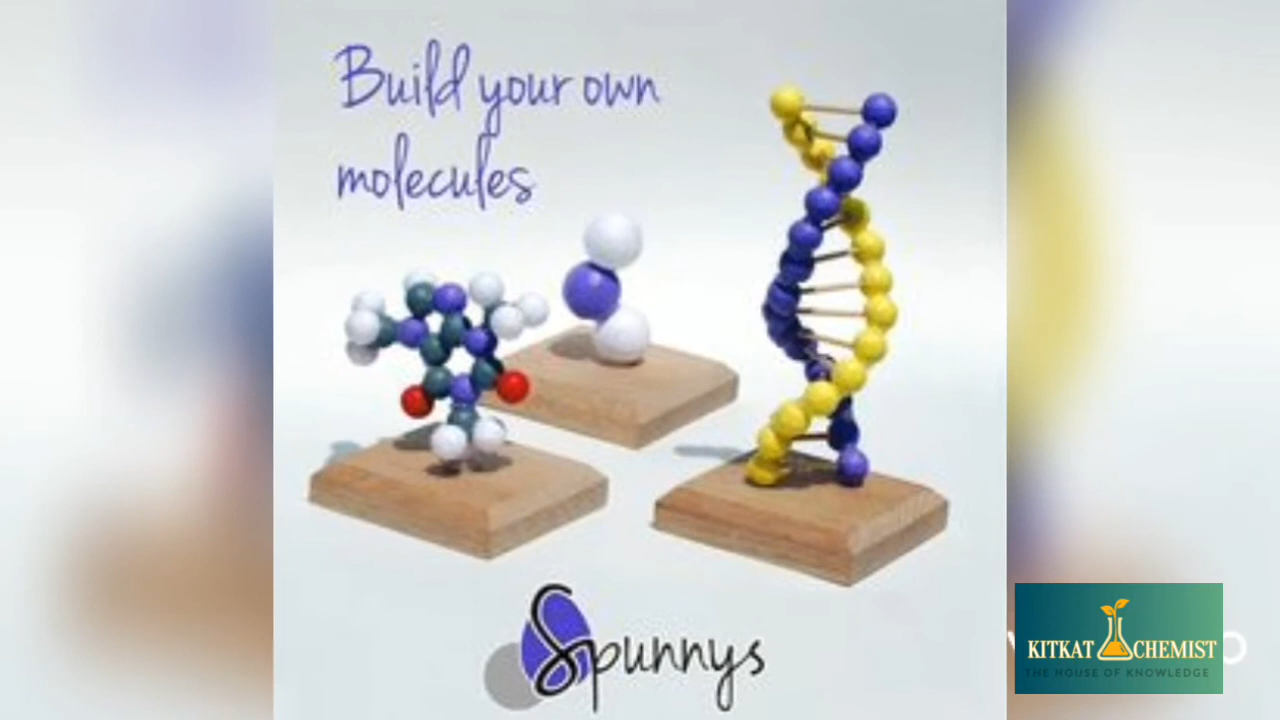 Build your own
molecules
Spunnys
KITKAT CHEMIST
THE HOUSE OF KNOWLEDGE